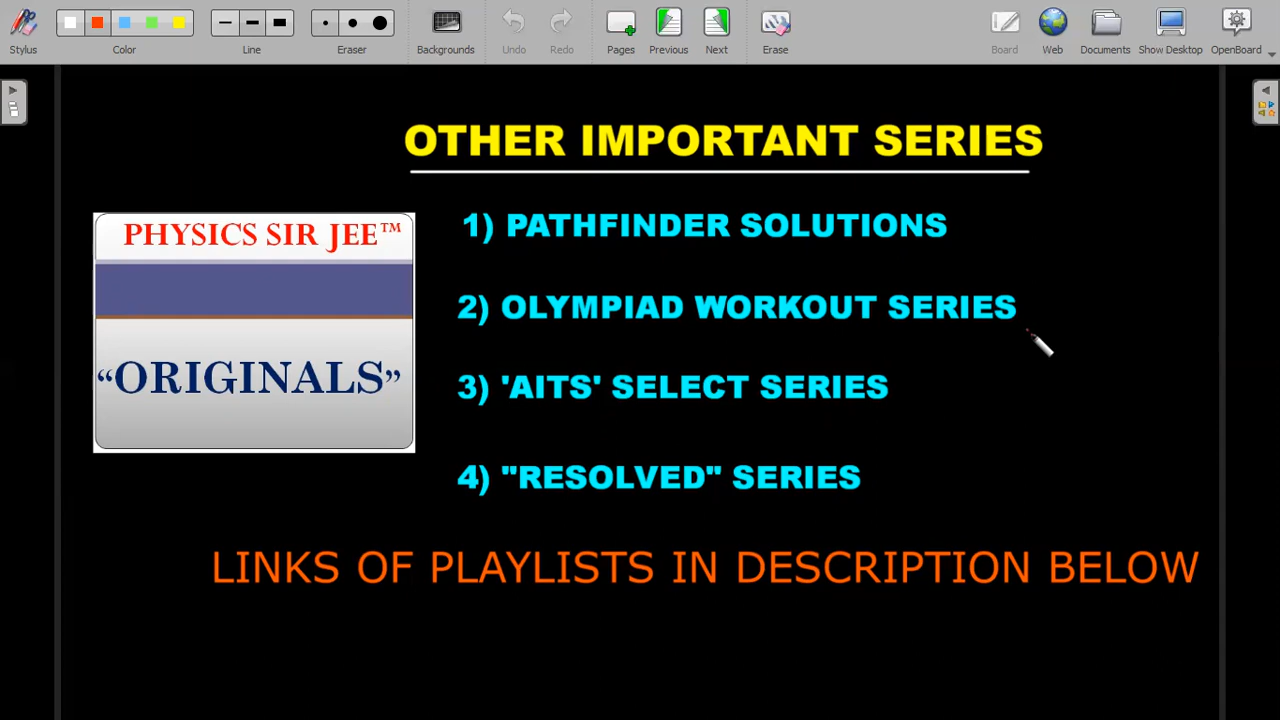 Stylus
Color
Line
Eraser
Backgrounds
Undo
Redo
Pages
Previous
Next
Erase
Board
Web
Documents
Show Desktop
OpenBoard
OTHER IMPORTANT SERIES
PHYSICS SIR JEE™
“ORIGINALS”
1) PATHFINDER SOLUTIONS
2) OLYMPIAD WORKOUT SERIES
3) 'AITS' SELECT SERIES
4) "RESOLVED" SERIES
LINKS OF PLAYLISTS IN DESCRIPTION BELOW